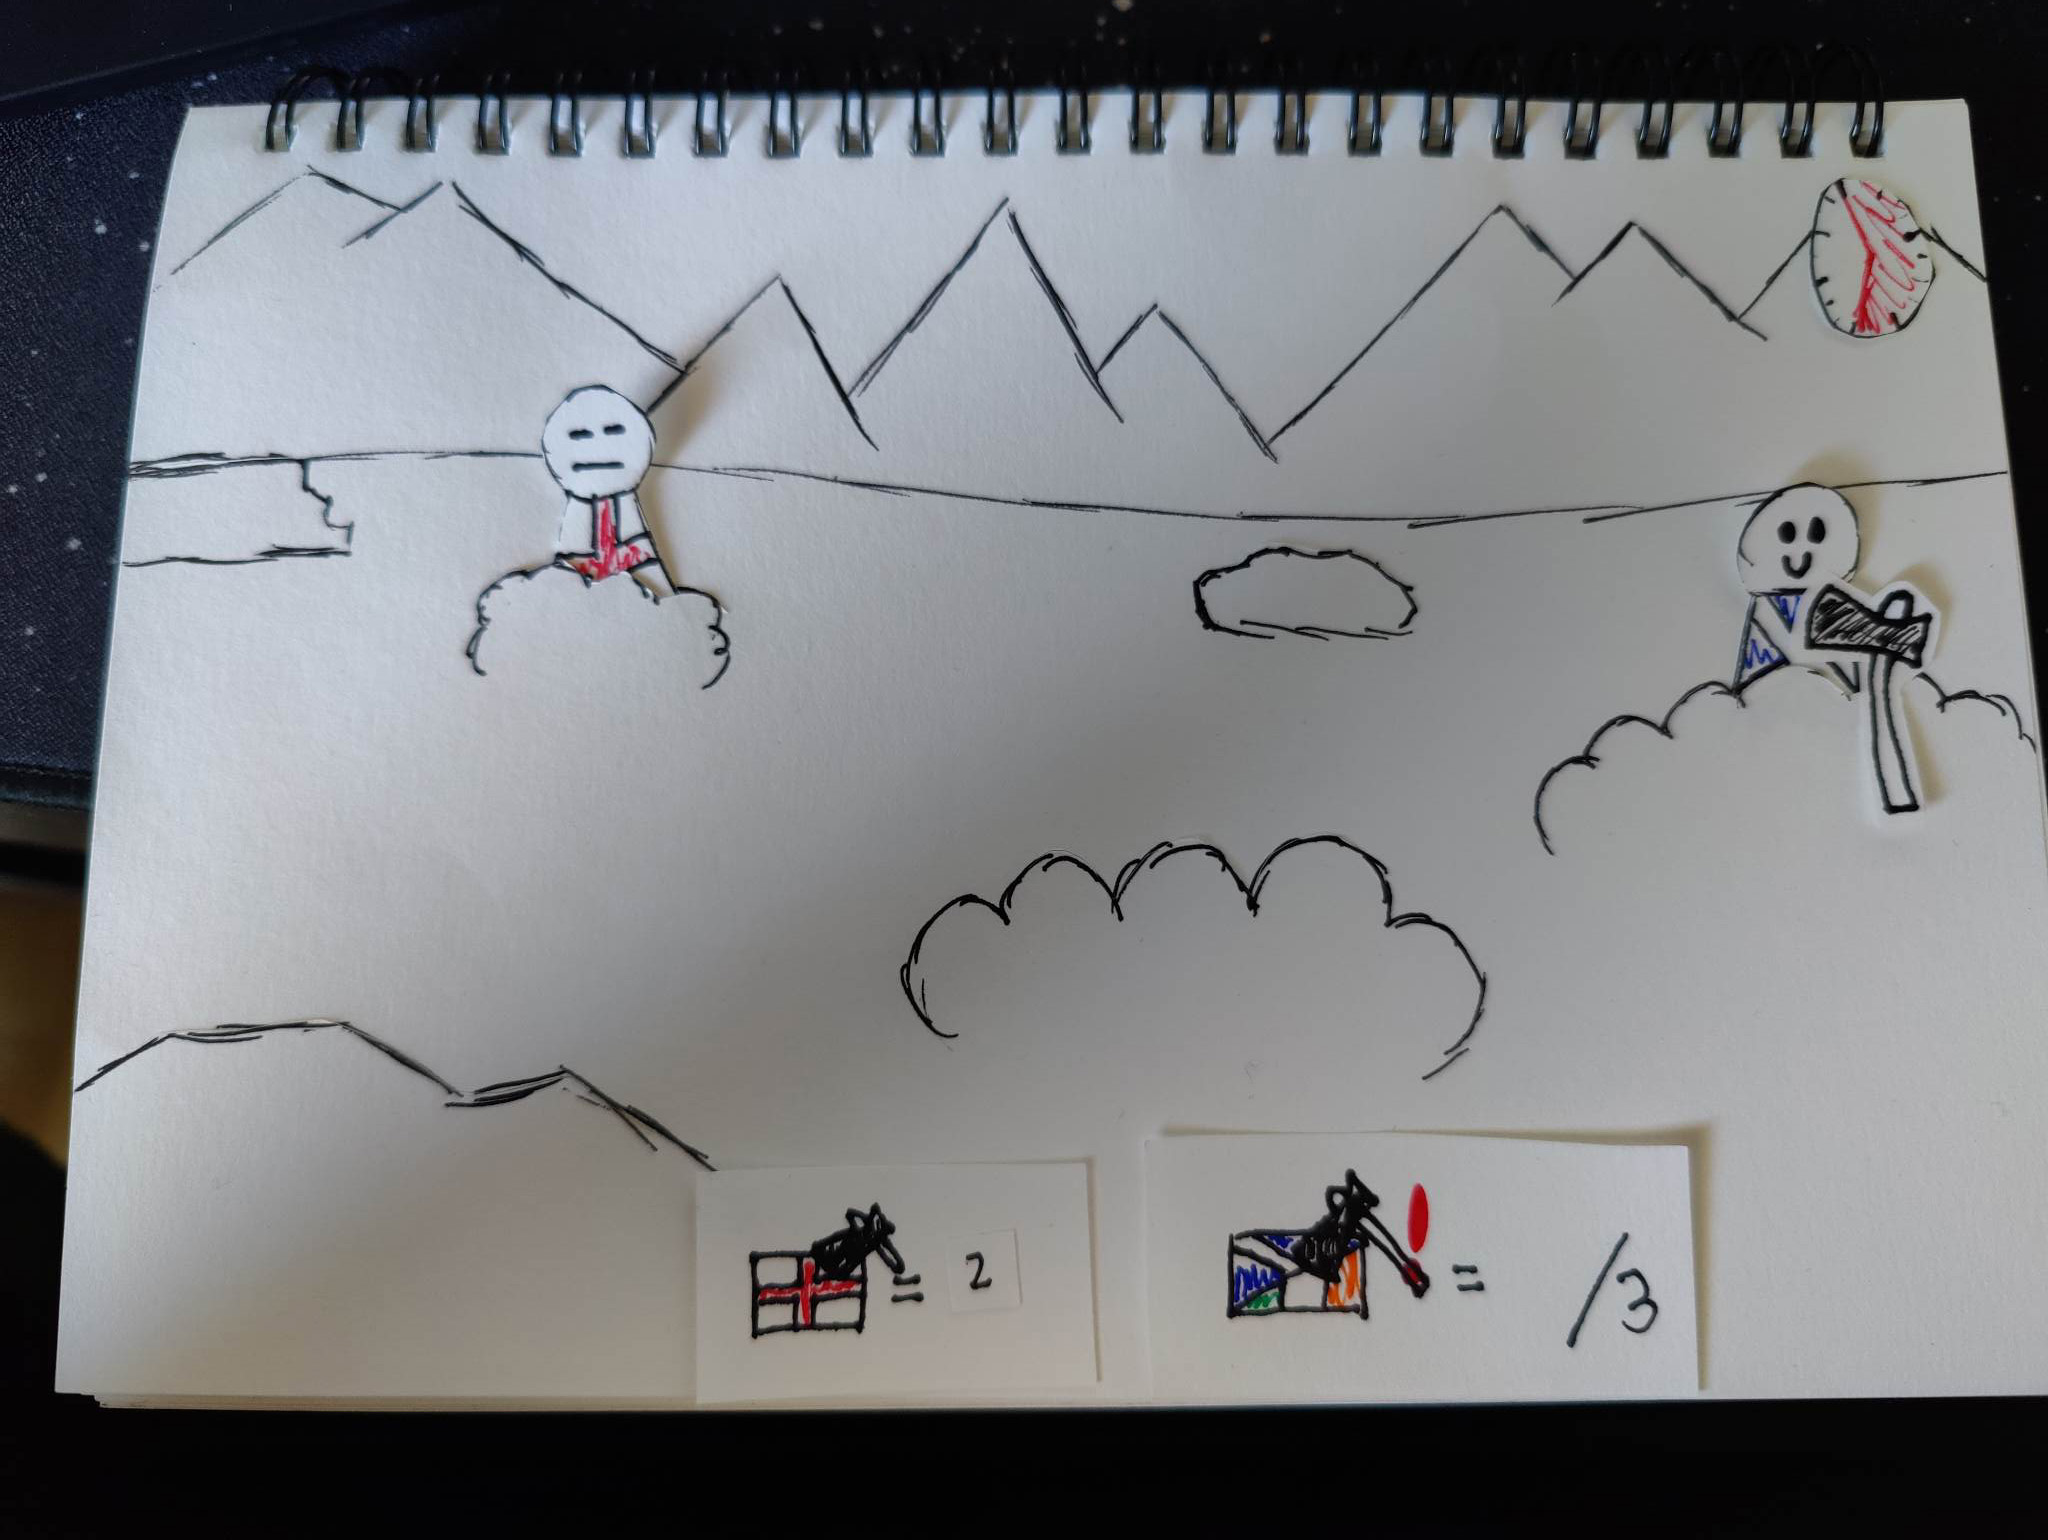 = 2
= /3